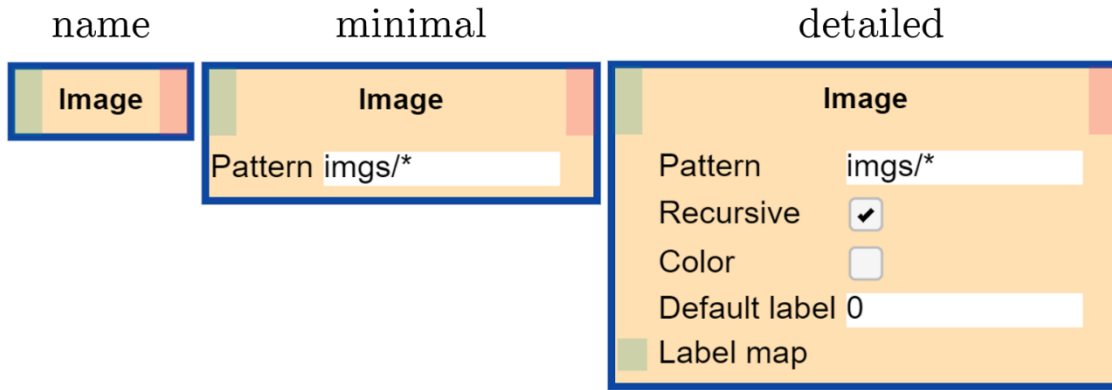 name minimal detailed
Image Image Image
Pattern imgs/* Pattern imgs/*
Recursive
Color
Default label 0
Label map